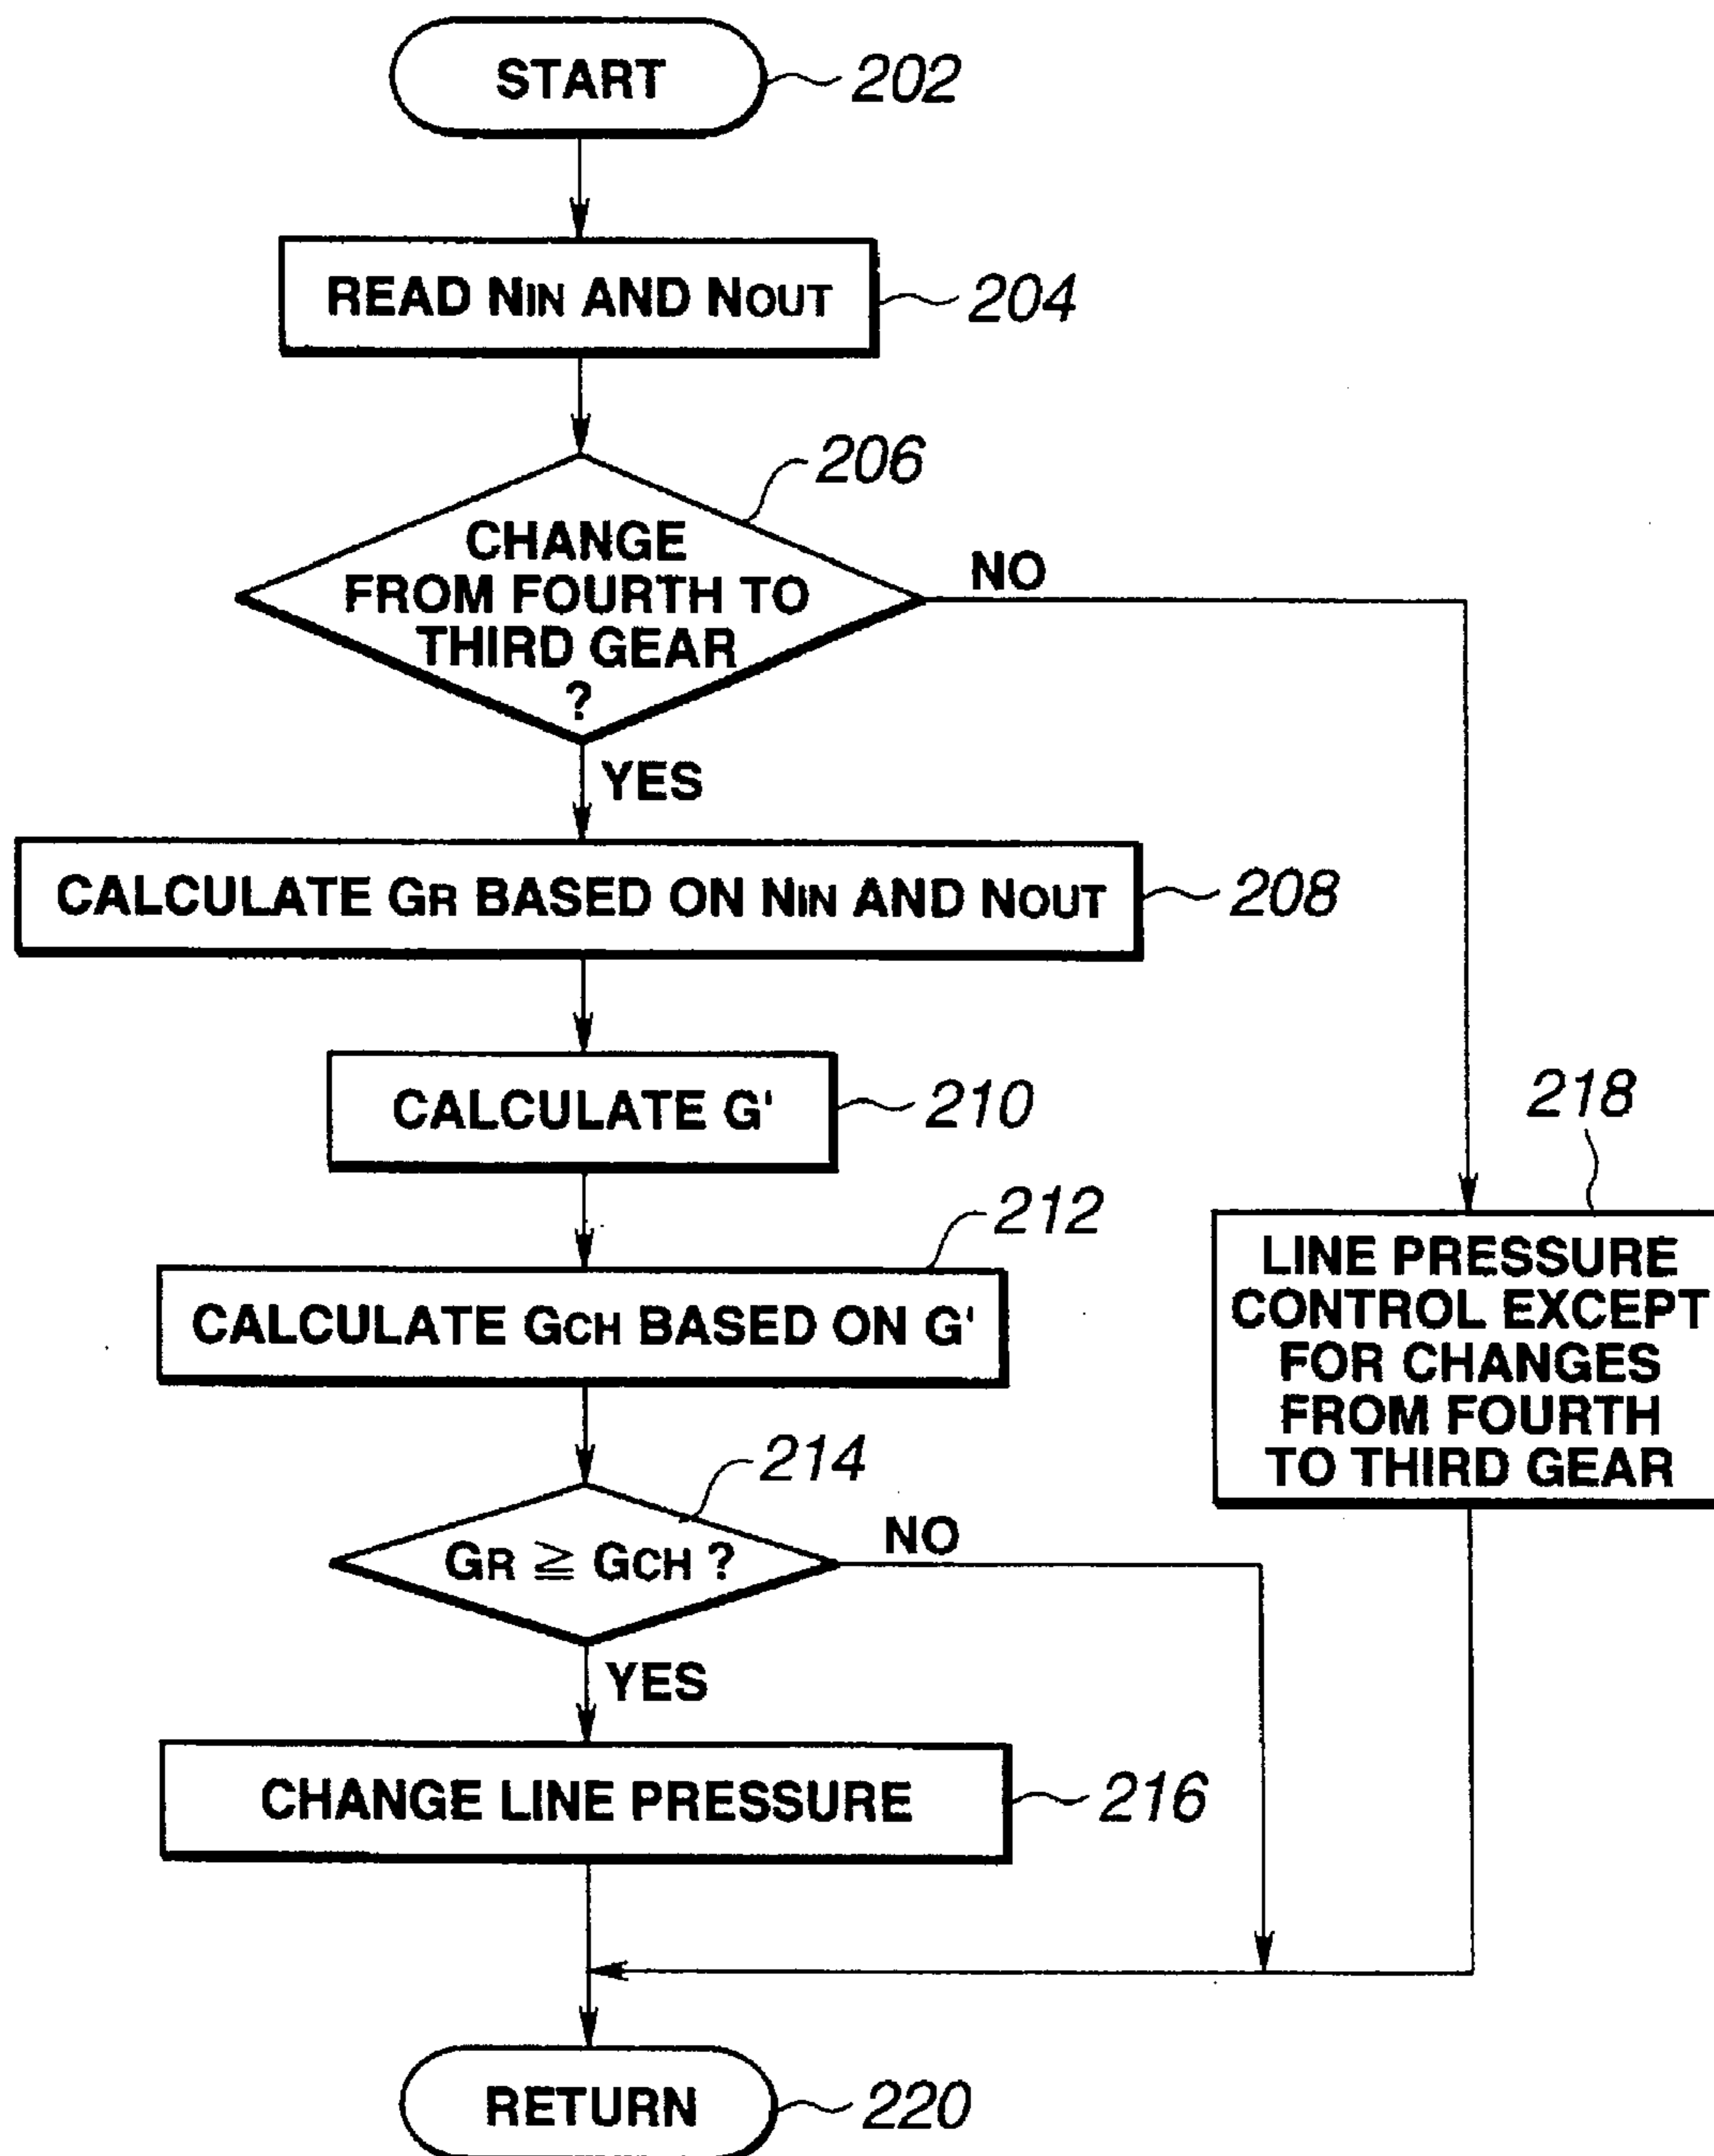 START
202
READ NIN AND NOUT
204
206
CHANGE
FROM FOURTH TO
THIRD GEAR
?
NO
YES
CALCULATE GR BASED ON NIN AND NOUT
208
CALCULATE G'
210
218
212
CALCULATE GCH BASED ON G'
LINE PRESSURE
CONTROL EXCEPT
FOR CHANGES
FROM FOURTH
TO THIRD GEAR
214
GR ≧ GCH ?
NO
YES
CHANGE LINE PRESSURE
216
RETURN
220